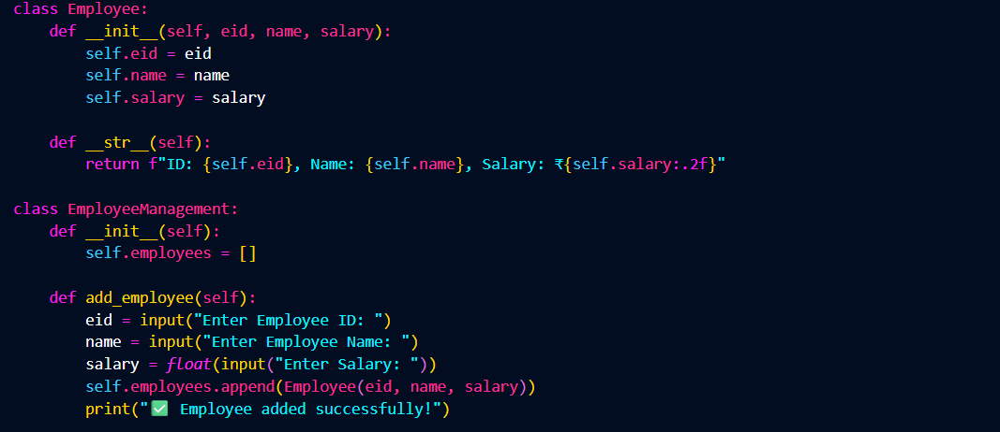 class Employee:
    def __init__(self, eid, name, salary):
        self.eid = eid
        self.name = name
        self.salary = salary

    def __str__(self):
        return f"ID: {self.eid}, Name: {self.name}, Salary: ₹{self.salary:.2f}"

class EmployeeManagement:
    def __init__(self):
        self.employees = []

    def add_employee(self):
        eid = input("Enter Employee ID: ")
        name = input("Enter Employee Name: ")
        salary = float(input("Enter Salary: "))
        self.employees.append(Employee(eid, name, salary))
        print("✅ Employee added successfully!")